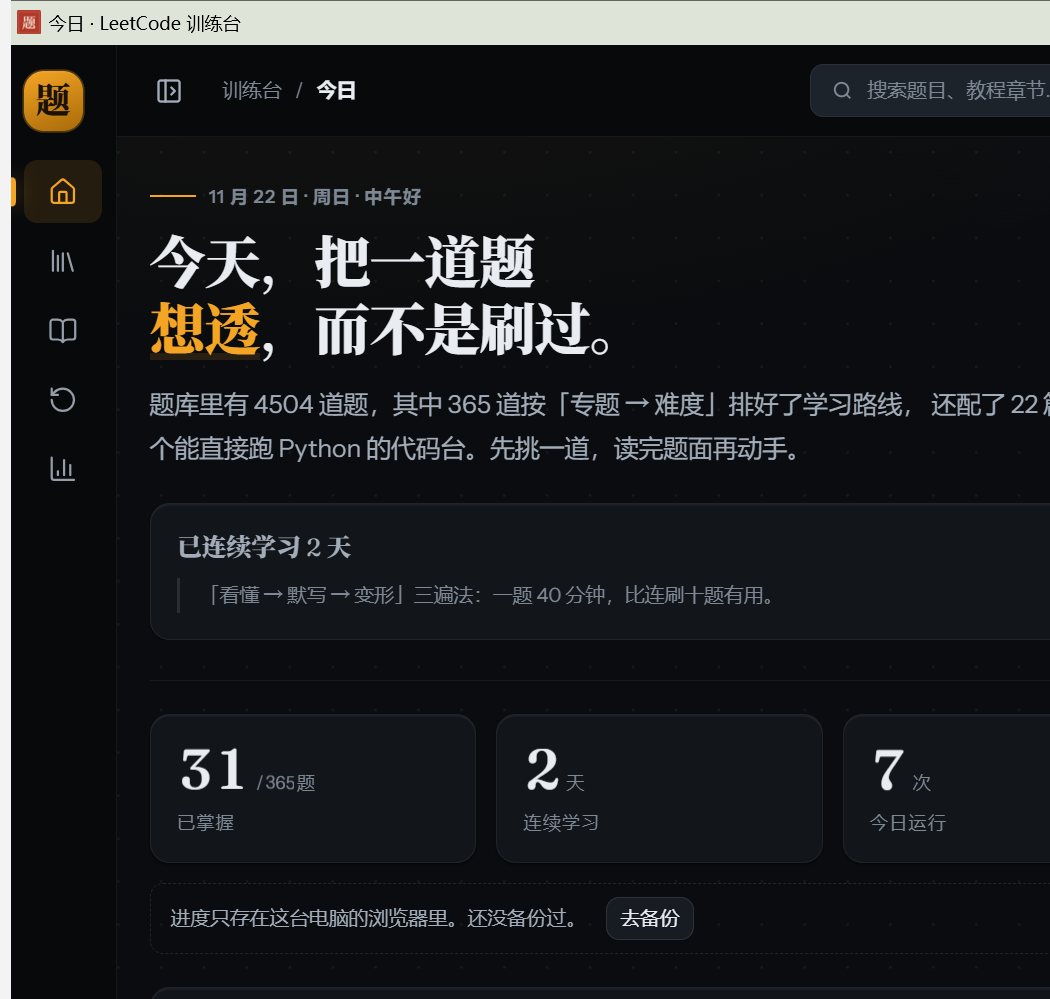 题 今日 · LeetCode 训练台
题
训练台 / 今日
搜索题目、教程章节
11 月 22 日 · 周日 · 中午好
今天，把一道题
想透，而不是刷过。
题库里有 4504 道题，其中 365 道按「专题 → 难度」排好了学习路线， 还配了 22
个能直接跑 Python 的代码台。先挑一道，读完题面再动手。
已连续学习 2 天
「看懂 → 默写 → 变形」三遍法：一题 40 分钟，比连刷十题有用。
31 / 365题
已掌握
2 天
连续学习
7 次
今日运行
进度只存在这台电脑的浏览器里。还没备份过。 去备份